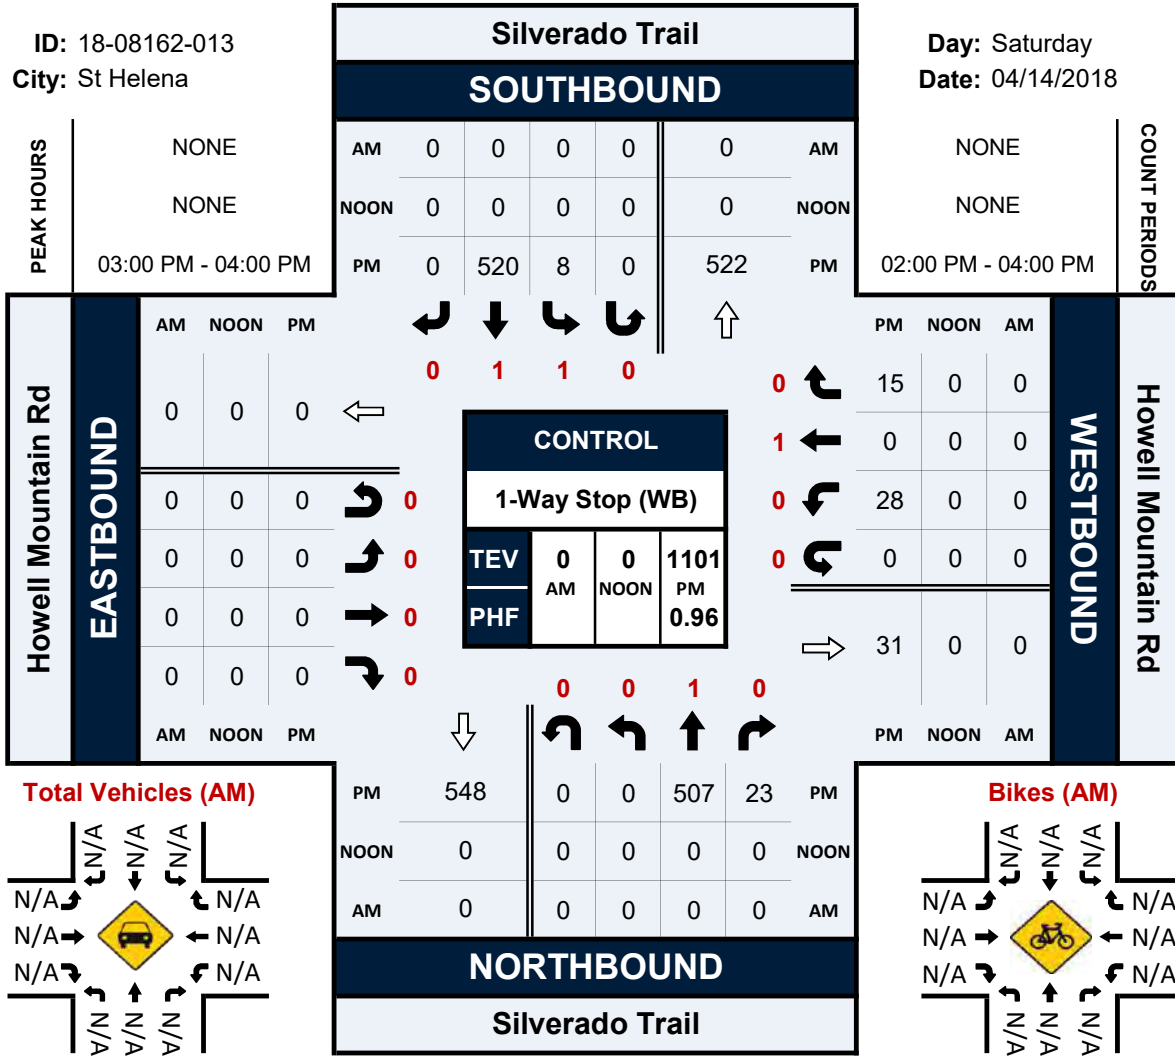 ID: 18-08162-013
City: St Helena
Silverado Trail
SOUTHBOUND
Day: Saturday
Date: 04/14/2018
PEAK HOURS
NONE
NONE
03:00 PM - 04:00 PM
AM 0 0 0 0 0 AM
NOON 0 0 0 0 0 NOON
PM 0 520 8 0 522 PM
NONE
NONE
02:00 PM - 04:00 PM
COUNT PERIODS
0 1 1 0
Howell Mountain Rd
EASTBOUND
AM NOON PM
0 0 0
0 0 0 0
0 0 0 0
0 0 0 0
0 0 0 0
AM NOON PM
CONTROL
1-Way Stop (WB)
TEV 0 0 1101
AM NOON PM
PHF 0.96
PM NOON AM
0 15 0 0
1 0 0 0
0 28 0 0
0 0 0 0
31 0 0
PM NOON AM
WESTBOUND
Howell Mountain Rd
0 0 1 0
PM 548 0 0 507 23 PM
NOON 0 0 0 0 0 NOON
AM 0 0 0 0 0 AM
NORTHBOUND
Silverado Trail
Total Vehicles (AM)
N/A N/A N/A
N/A N/A
N/A N/A
N/A N/A
N/A N/A N/A
Bikes (AM)
N/A N/A N/A
N/A N/A
N/A N/A
N/A N/A
N/A N/A N/A